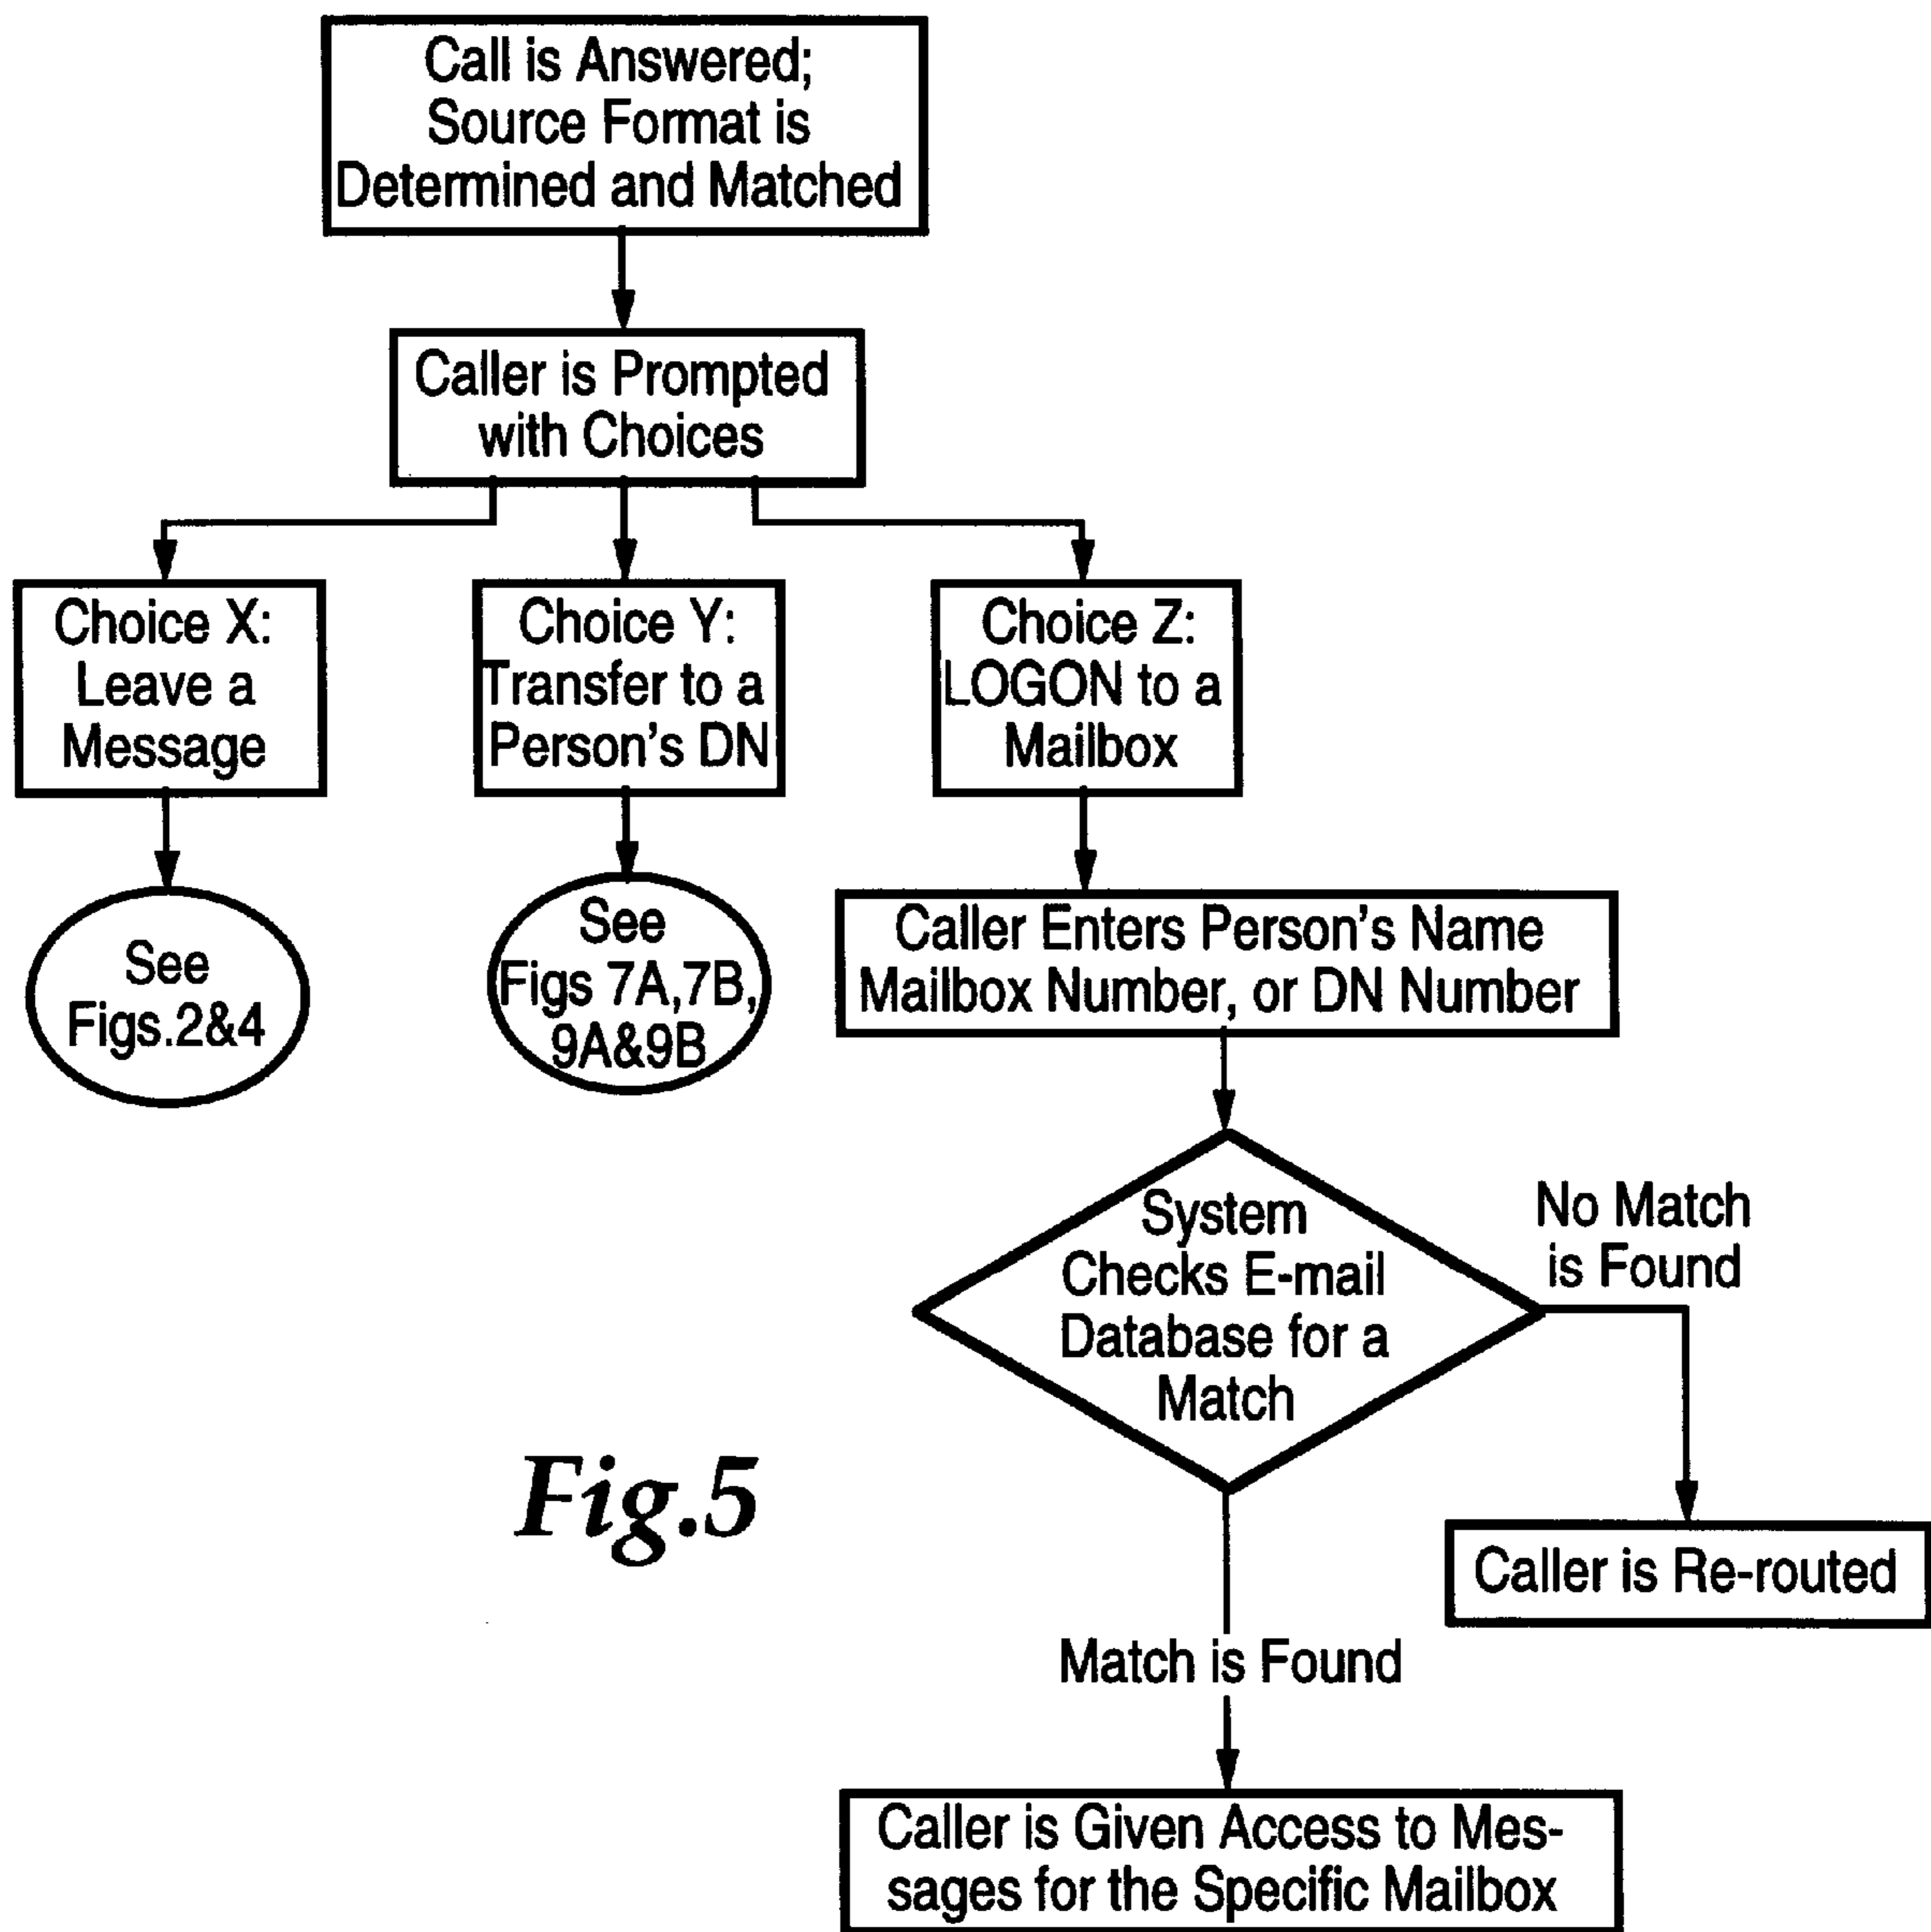 Call is Answered;
Source Format is
Determined and Matched
Caller is Prompted
with Choices
Choice X:
Leave a
Message
Choice Y:
Transfer to a
Person's DN
Choice Z:
LOGON to a
Mailbox
See
Figs.2&4
See
Figs 7A,7B,
9A&9B
Caller Enters Person's Name
Mailbox Number, or DN Number
System
Checks E-mail
Database for a
Match
No Match
is Found
Caller is Re-routed
Match is Found
Caller is Given Access to Mes-
sages for the Specific Mailbox
Fig.5